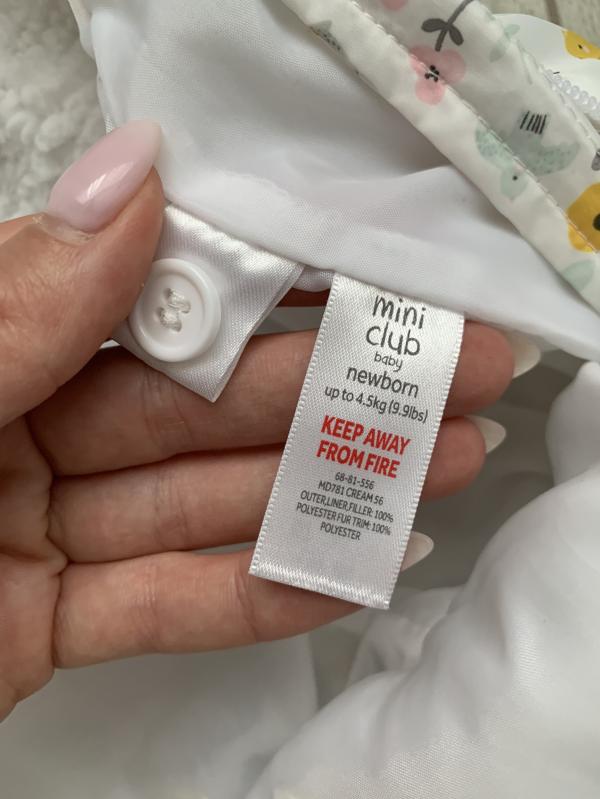 mini
club
baby
newborn
up to 4.5kg (9.9lbs)
KEEP AWAY
FROM FIRE
68-81-556
MD781 CREAM 56
OUTER,LINER,FILLER: 100%
POLYESTER FUR TRIM: 100%
POLYESTER